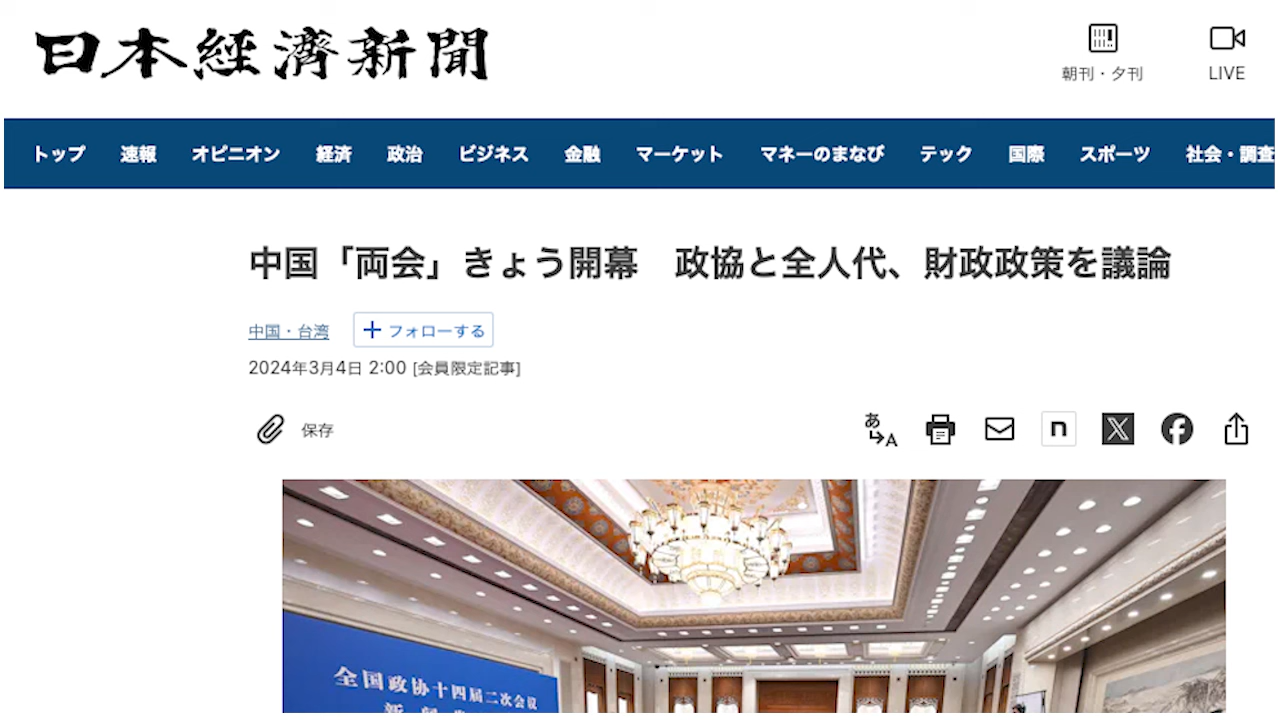 日本経済新聞
朝刊・夕刊
LIVE
トップ 速報 オピニオン 経済 政治 ビジネス 金融 マーケット マネーのまなび テック 国際 スポーツ 社会・調査
中国「両会」きょう開幕　政協と全人代、財政政策を議論
中国・台湾
+ フォローする
2024年3月4日 2:00 [会員限定記事]
保存
あ
A
n
X
f
全国政协十四届二次会议
新